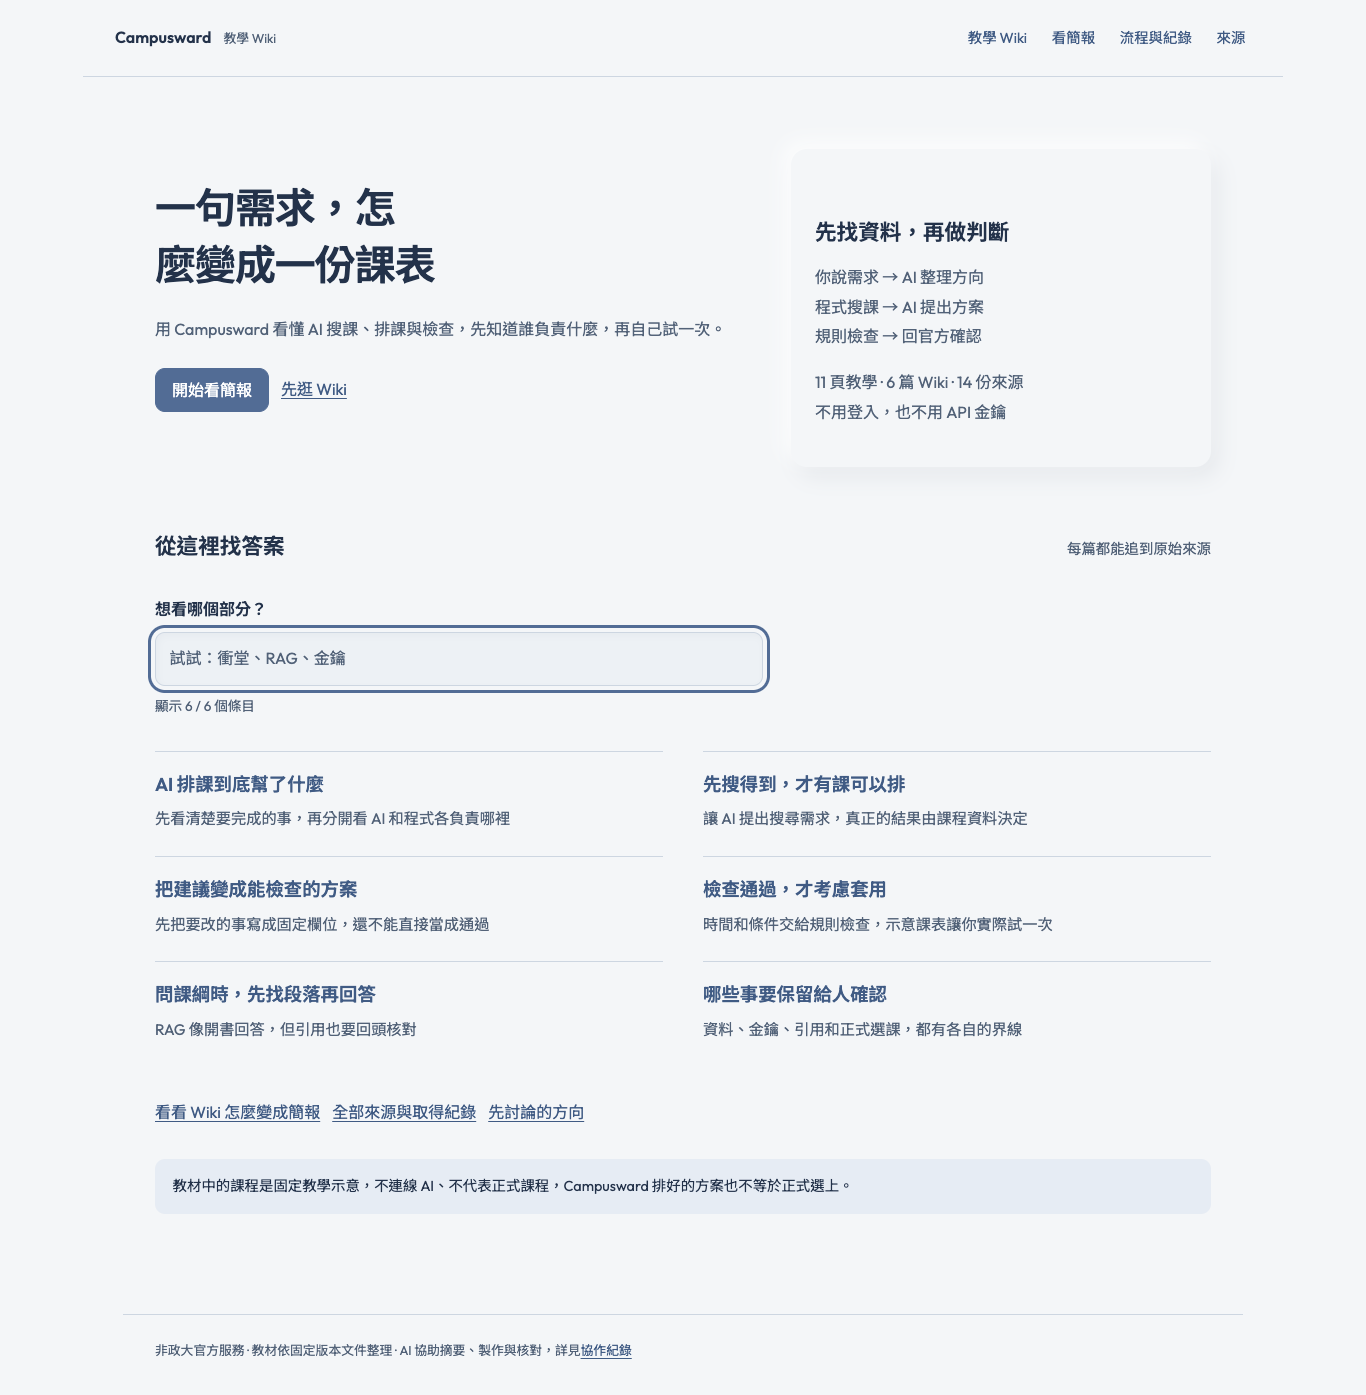 Campusward 教學 Wiki
教學 Wiki 看簡報 流程與紀錄 來源
一句需求，怎
麼變成一份課表
用 Campusward 看懂 AI 搜課、排課與檢查，先知道誰負責什麼，再自己試一次。
開始看簡報 先逛 Wiki
先找資料，再做判斷
你說需求 → AI 整理方向
程式搜課 → AI 提出方案
規則檢查 → 回官方確認
11 頁教學 · 6 篇 Wiki · 14 份來源
不用登入，也不用 API 金鑰
從這裡找答案
每篇都能追到原始來源
想看哪個部分？
試試：衝堂、RAG、金鑰
顯示 6 / 6 個條目
AI 排課到底幫了什麼
先看清楚要完成的事，再分開看 AI 和程式各負責哪裡
先搜得到，才有課可以排
讓 AI 提出搜尋需求，真正的結果由課程資料決定
把建議變成能檢查的方案
先把要改的事寫成固定欄位，還不能直接當成通過
檢查通過，才考慮套用
時間和條件交給規則檢查，示意課表讓你實際試一次
問課綱時，先找段落再回答
RAG 像開書回答，但引用也要回頭核對
哪些事要保留給人確認
資料、金鑰、引用和正式選課，都有各自的界線
看看 Wiki 怎麼變成簡報 全部來源與取得紀錄 先討論的方向
教材中的課程是固定教學示意，不連線 AI、不代表正式課程，Campusward 排好的方案也不等於正式選上。
非政大官方服務 · 教材依固定版本文件整理 · AI 協助摘要、製作與核對，詳見協作紀錄